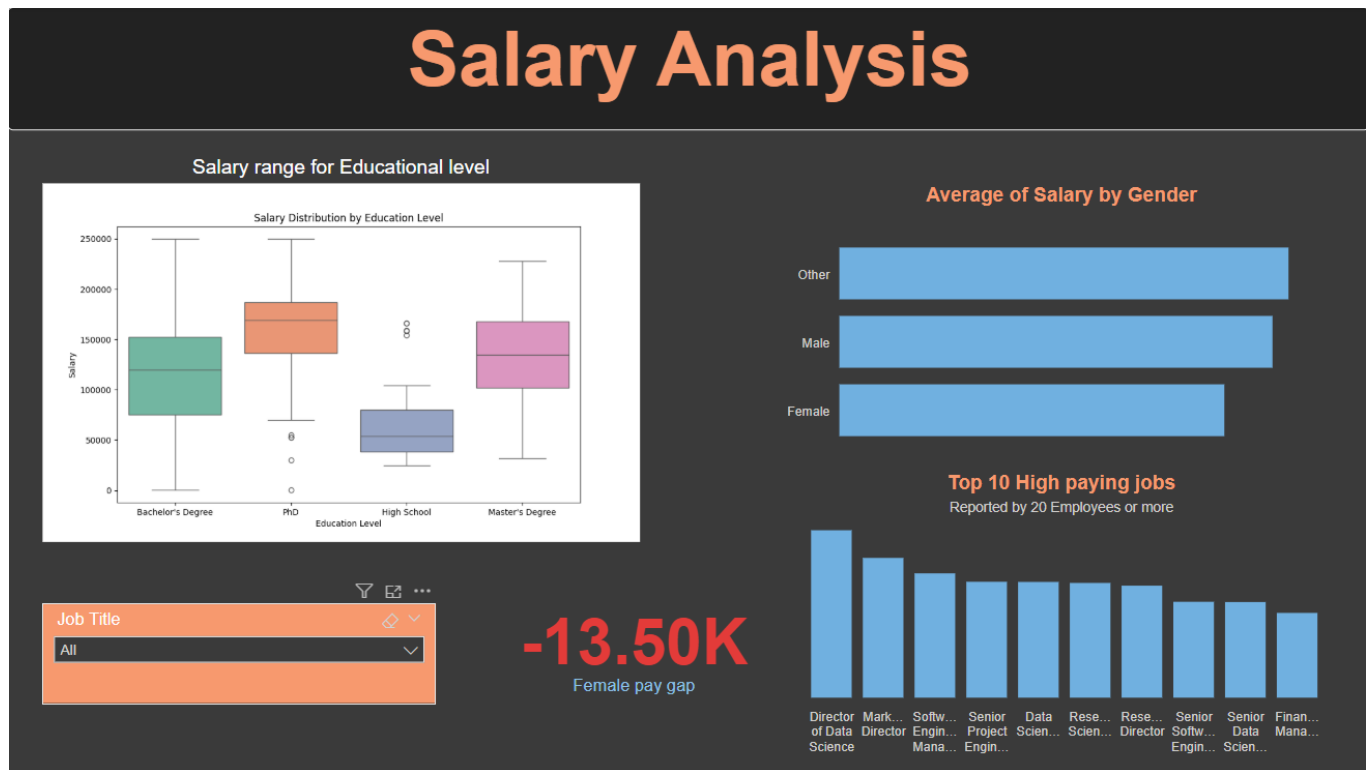 Salary Analysis
Salary range for Educational level
Salary Distribution by Education Level
250000
200000
150000
100000
50000
0
Salary
Bachelor's Degree
PhD
High School
Master's Degree
Education Level
Average of Salary by Gender
Other
Male
Female
Job Title
All
-13.50K
Female pay gap
Top 10 High paying jobs
Reported by 20 Employees or more
Director
of Data
Science
Mark...
Director
Softw...
Engin...
Mana...
Senior
Project
Engin...
Data
Scien...
Rese...
Scien...
Rese...
Director
Senior
Softw...
Engin...
Senior
Data
Scien...
Finan...
Mana...